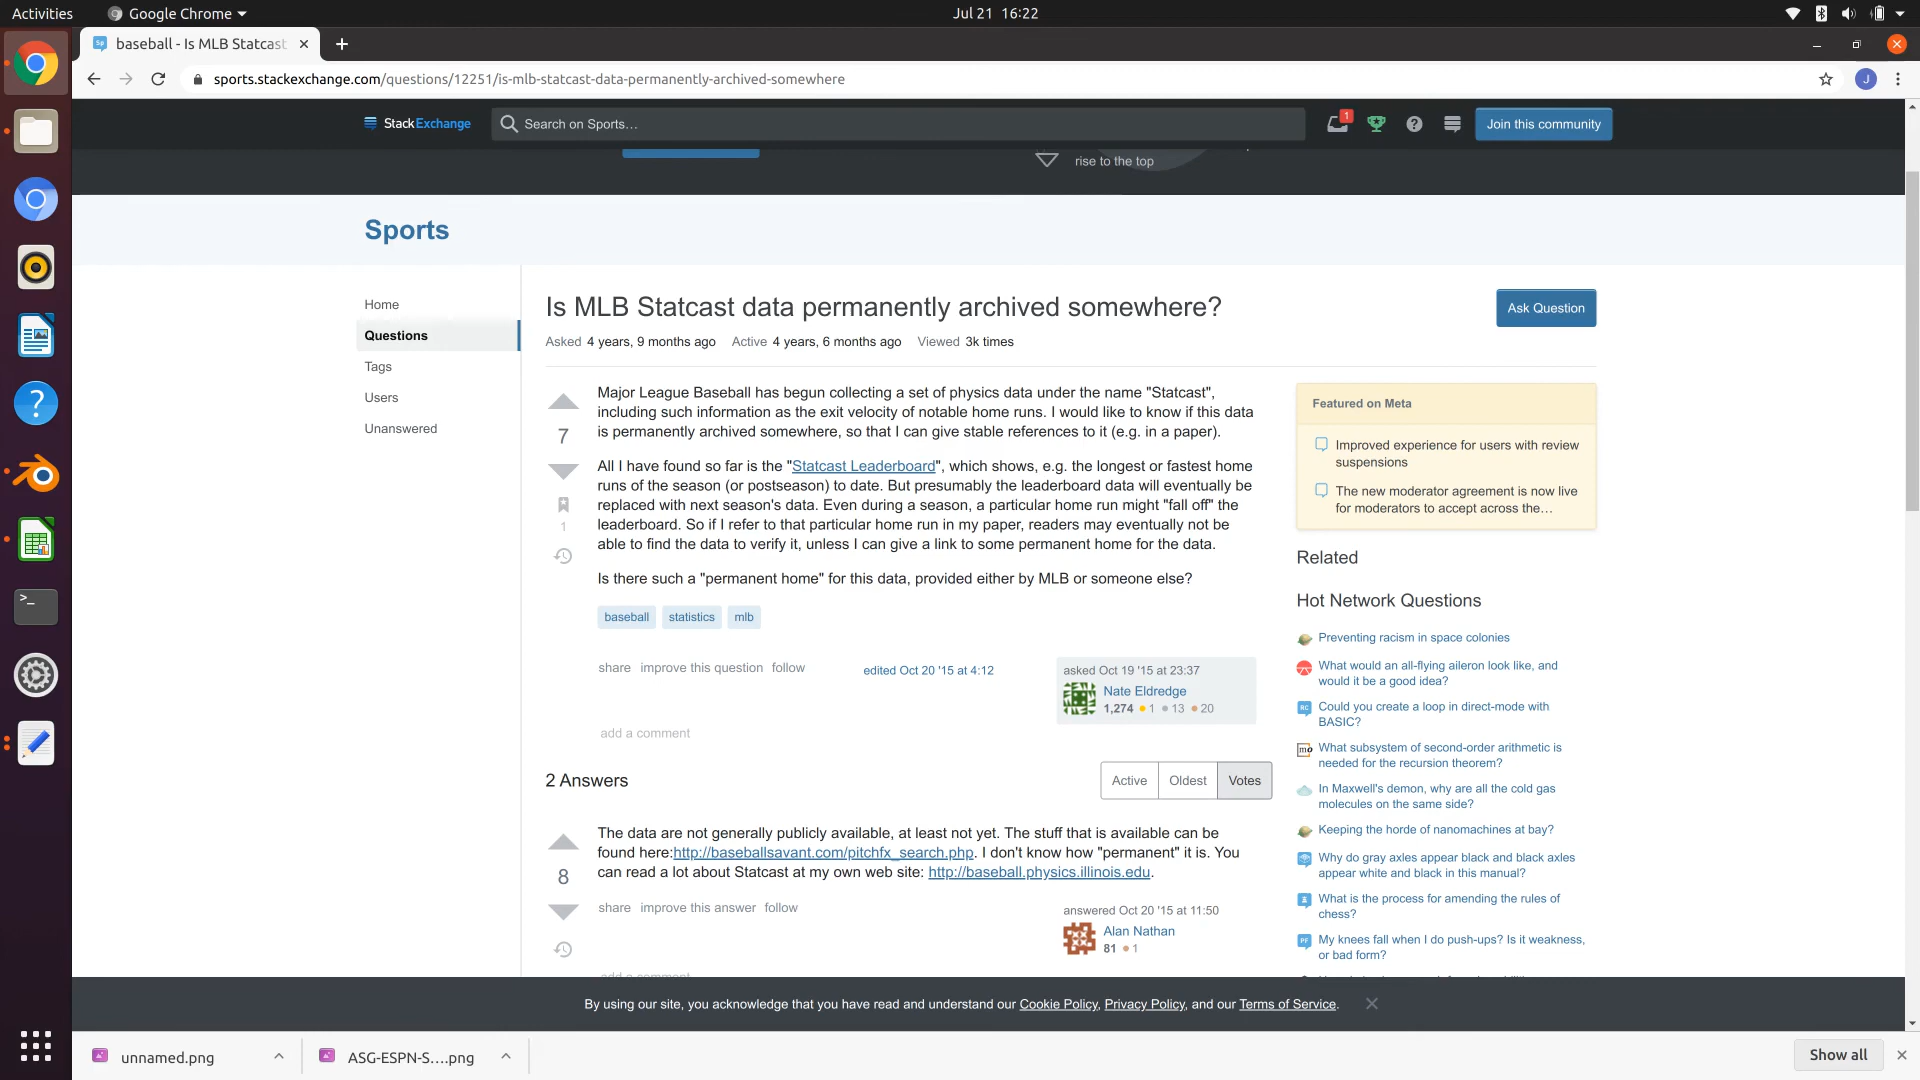 Activities
Google Chrome
Jul 21 16:22
baseball - Is MLB Statcast
sports.stackexchange.com/questions/12251/is-mlb-statcast-data-permanently-archived-somewhere
J
StackExchange
Search on Sports…
1
Join this community
rise to the top
Sports
Home
Questions
Tags
Users
Unanswered
Is MLB Statcast data permanently archived somewhere?
Ask Question
Asked 4 years, 9 months ago Active 4 years, 6 months ago Viewed 3k times
7
1
Major League Baseball has begun collecting a set of physics data under the name "Statcast",
including such information as the exit velocity of notable home runs. I would like to know if this data
is permanently archived somewhere, so that I can give stable references to it (e.g. in a paper).
All I have found so far is the "Statcast Leaderboard", which shows, e.g. the longest or fastest home
runs of the season (or postseason) to date. But presumably the leaderboard data will eventually be
replaced with next season's data. Even during a season, a particular home run might "fall off" the
leaderboard. So if I refer to that particular home run in my paper, readers may eventually not be
able to find the data to verify it, unless I can give a link to some permanent home for the data.
Is there such a "permanent home" for this data, provided either by MLB or someone else?
baseball statistics mlb
share improve this question follow
edited Oct 20 '15 at 4:12
asked Oct 19 '15 at 23:37
Nate Eldredge
1,274 1 13 20
add a comment
2 Answers
Active Oldest Votes
8
The data are not generally publicly available, at least not yet. The stuff that is available can be
found here:http://baseballsavant.com/pitchfx_search.php. I don't know how "permanent" it is. You
can read a lot about Statcast at my own web site: http://baseball.physics.illinois.edu.
share improve this answer follow
answered Oct 20 '15 at 11:50
Alan Nathan
81 1
add a comment
Featured on Meta
Improved experience for users with review
suspensions
The new moderator agreement is now live
for moderators to accept across the…
Related
Hot Network Questions
Preventing racism in space colonies
What would an all-flying aileron look like, and
would it be a good idea?
Could you create a loop in direct-mode with
BASIC?
What subsystem of second-order arithmetic is
needed for the recursion theorem?
In Maxwell's demon, why are all the cold gas
molecules on the same side?
Keeping the horde of nanomachines at bay?
Why do gray axles appear black and black axles
appear white and black in this manual?
What is the process for amending the rules of
chess?
My knees fall when I do push-ups? Is it weakness,
or bad form?
By using our site, you acknowledge that you have read and understand our Cookie Policy, Privacy Policy, and our Terms of Service.
unnamed.png
ASG-ESPN-S....png
Show all